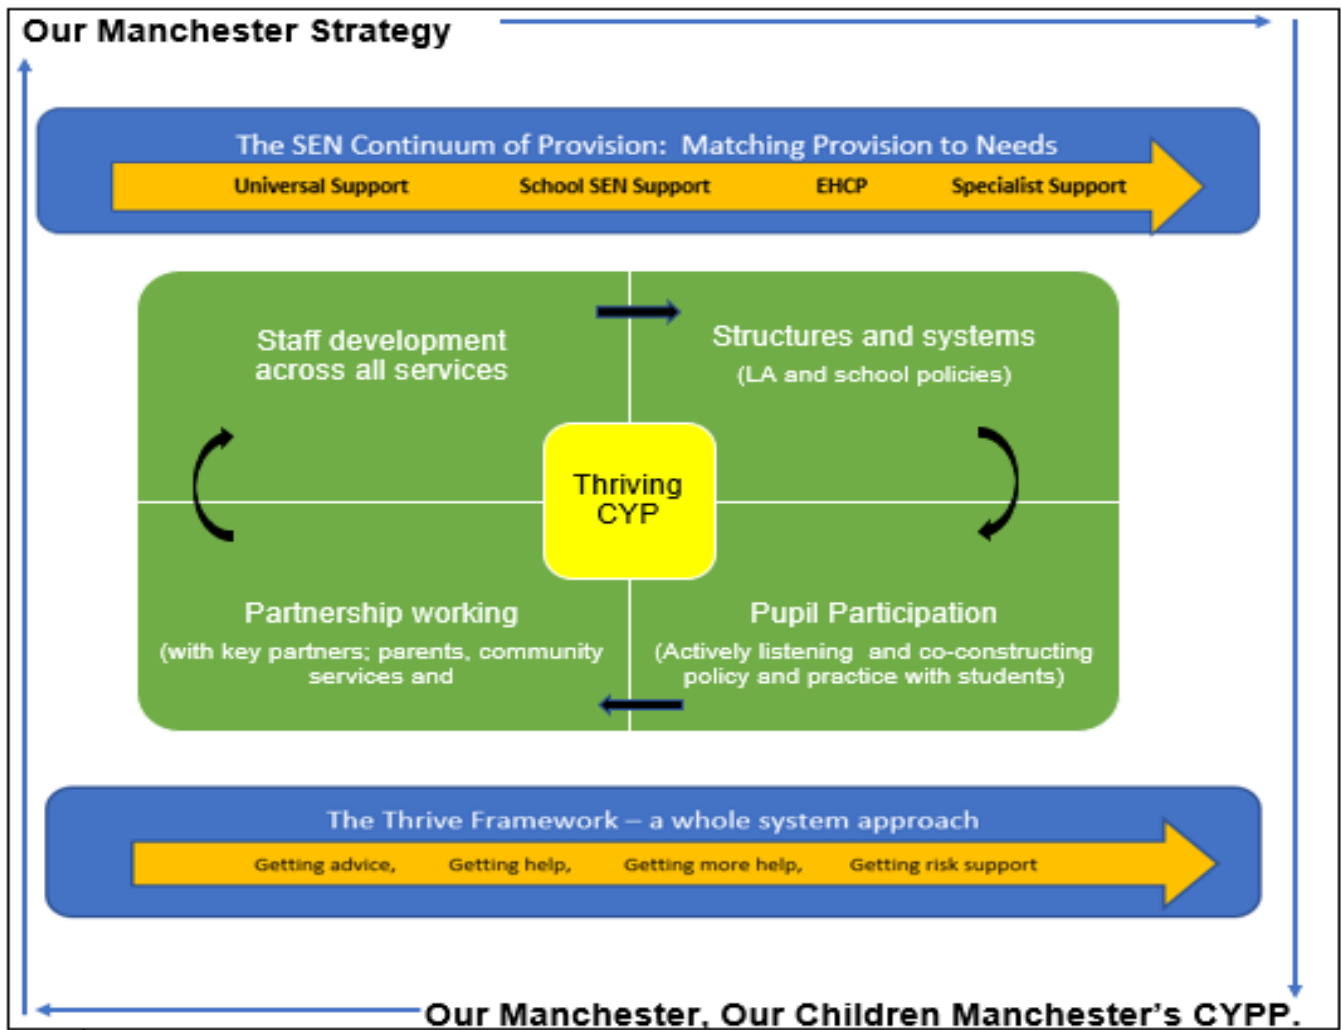 Our Manchester Strategy
The SEN Continuum of Provision: Matching Provision to Needs
Universal Support School SEN Support EHCP Specialist Support
Staff development
across all services
Structures and systems
(LA and school policies)
Thriving
CYP
Partnership working
(with key partners; parents, community
services and
Pupil Participation
(Actively listening and co-constructing
policy and practice with students)
The Thrive Framework – a whole system approach
Getting advice, Getting help, Getting more help, Getting risk support
Our Manchester, Our Children Manchester's CYPP.